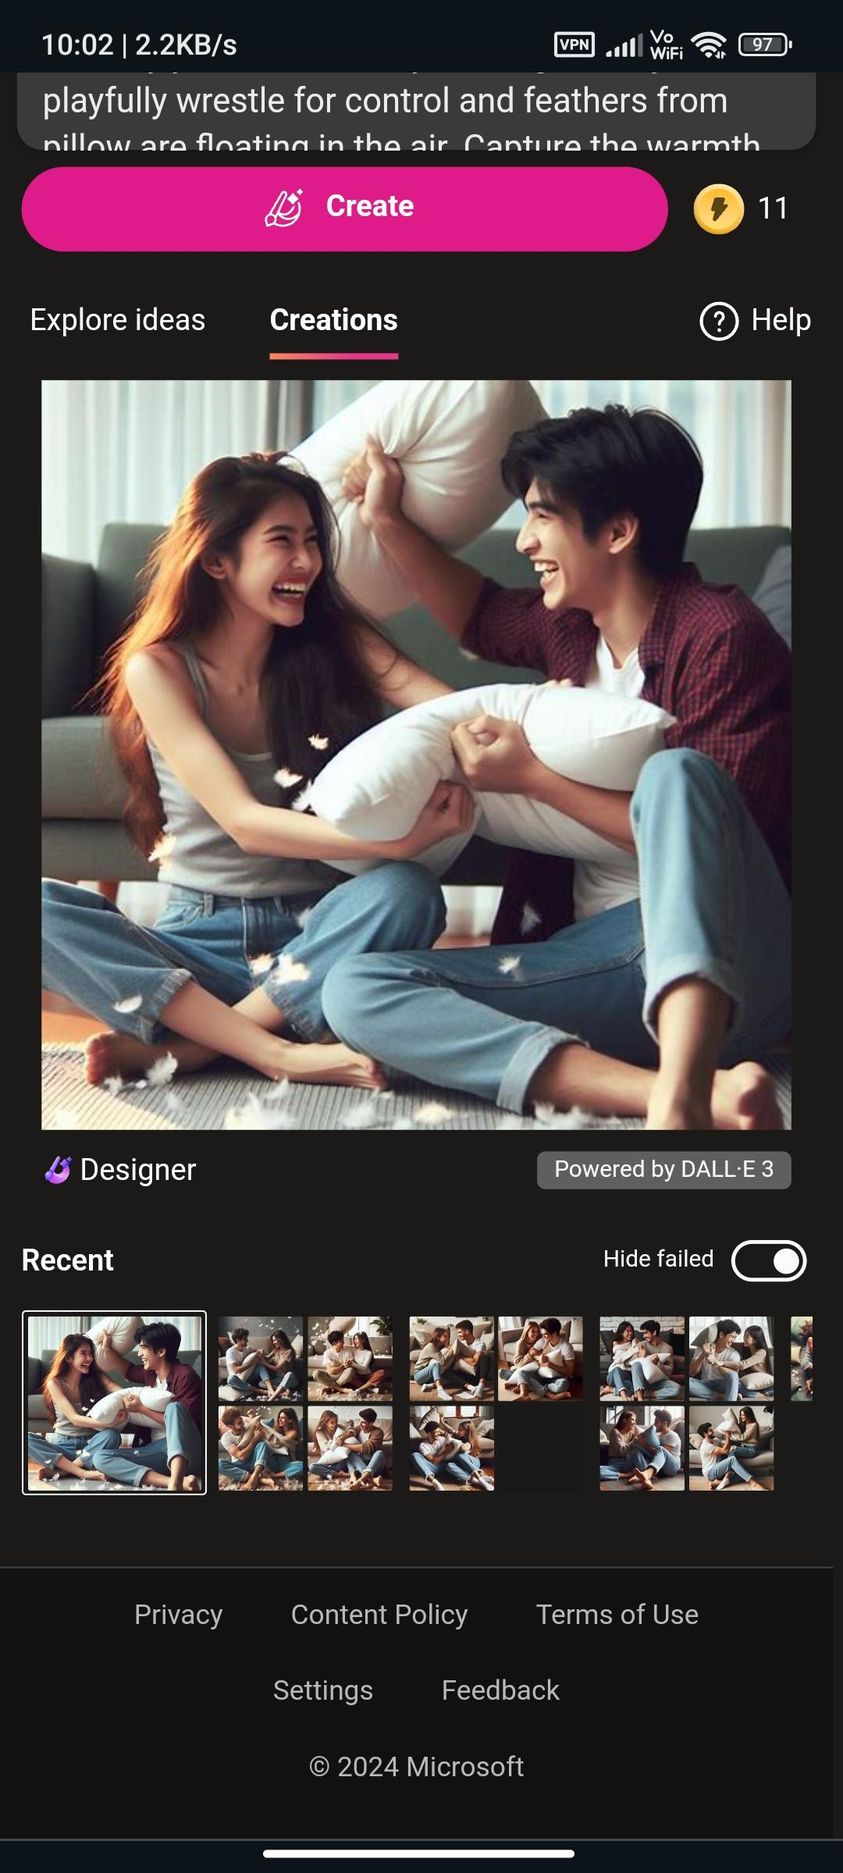 10:02 | 2.2KB/s VPN Vo WiFi 97
playfully wrestle for control and feathers from
pillow are floating in the air. Capture the warmth
Create 11
Explore ideas Creations Help
Designer Powered by DALL·E 3
Recent Hide failed
Privacy Content Policy Terms of Use
Settings Feedback
© 2024 Microsoft